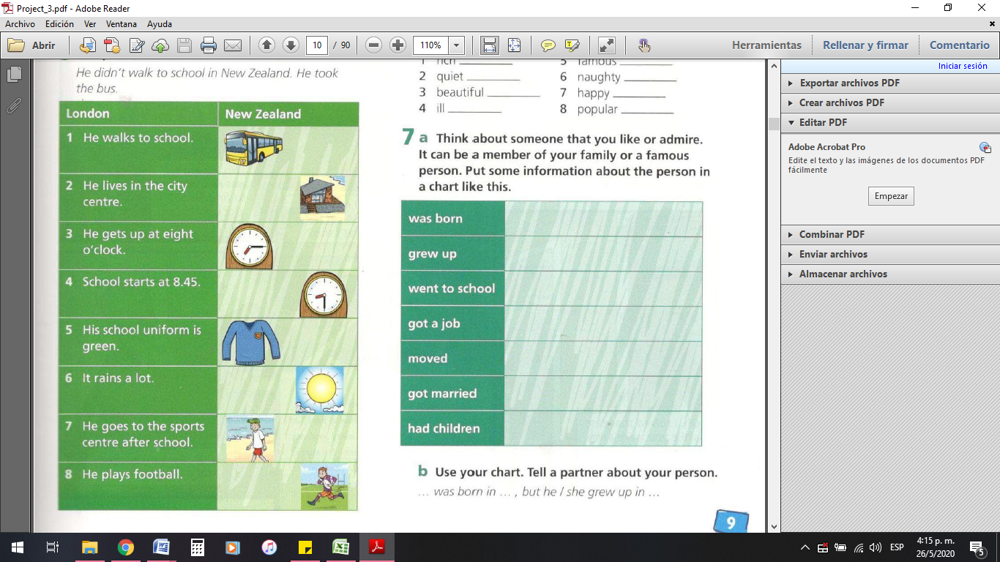 Project_3.pdf - Adobe Reader
Archivo Edición Ver Ventana Ayuda
Abrir 10 / 90 110% Herramientas Rellenar y firmar Comentario
Iniciar sesión
Exportar archivos PDF
Crear archivos PDF
Editar PDF
Adobe Acrobat Pro
Edite el texto y las imágenes de los documentos PDF
fácilmente
Empezar
Combinar PDF
Enviar archivos
Almacenar archivos
He didn't walk to school in New Zealand. He took
the bus.
London New Zealand
1 He walks to school.
2 He lives in the city
centre.
3 He gets up at eight
o'clock.
4 School starts at 8.45.
5 His school uniform is
green.
6 It rains a lot.
7 He goes to the sports
centre after school.
8 He plays football.
1 rich ________ 5 famous ________
2 quiet ________ 6 naughty ________
3 beautiful ________ 7 happy ________
4 ill ________ 8 popular ________
7 a Think about someone that you like or admire.
It can be a member of your family or a famous
person. Put some information about the person in
a chart like this.
was born
grew up
went to school
got a job
moved
got married
had children
b Use your chart. Tell a partner about your person.
... was born in ... , but he / she grew up in ...
9
ESP
4:15 p. m.
26/5/2020
5